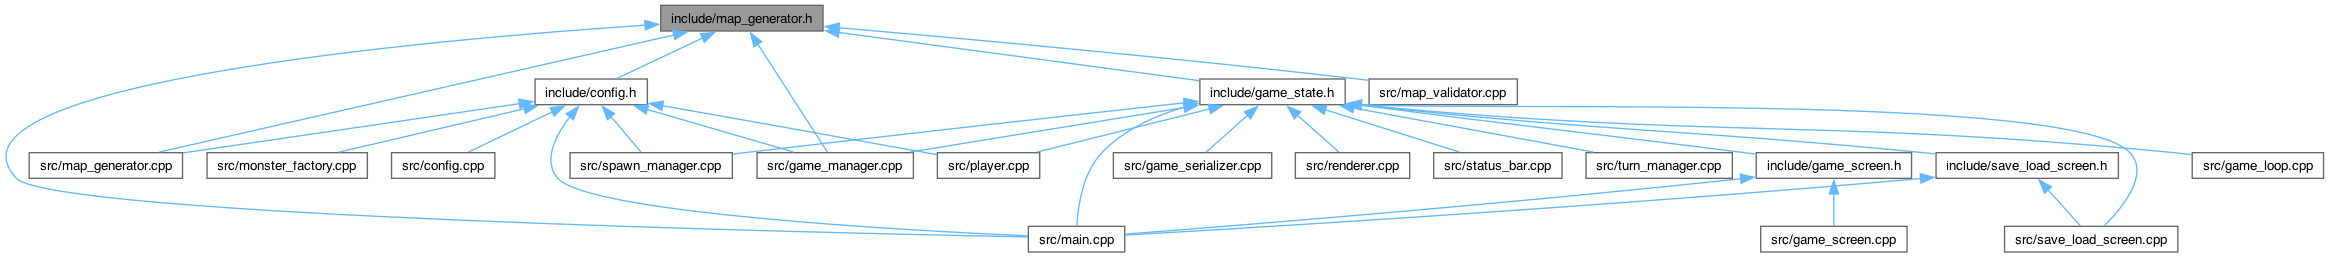 include/map_generator.h
include/config.h
include/game_state.h
src/map_validator.cpp
src/map_generator.cpp
src/monster_factory.cpp
src/config.cpp
src/spawn_manager.cpp
src/game_manager.cpp
src/player.cpp
src/game_serializer.cpp
src/renderer.cpp
src/status_bar.cpp
src/turn_manager.cpp
include/game_screen.h
include/save_load_screen.h
src/game_loop.cpp
src/main.cpp
src/game_screen.cpp
src/save_load_screen.cpp